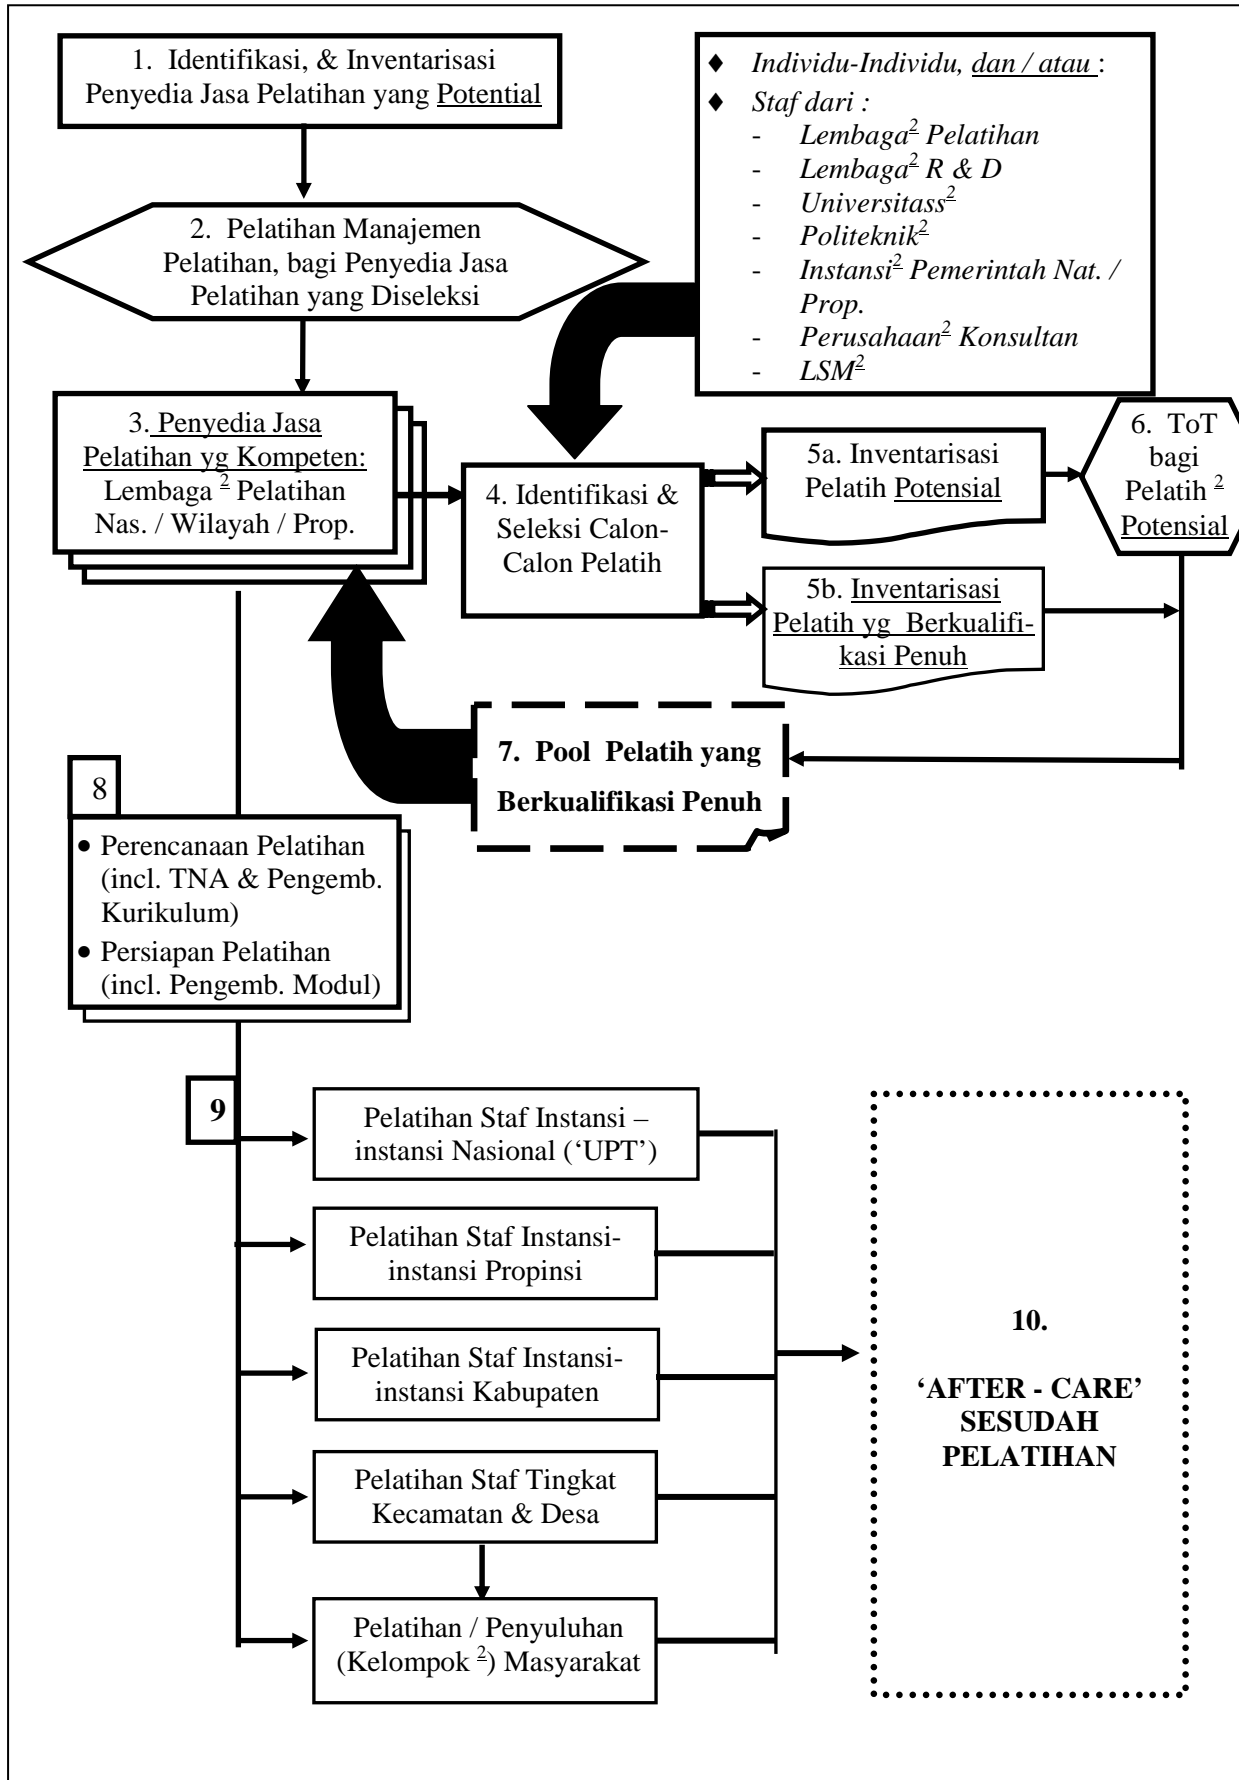 1.  Identifikasi, & Inventarisasi
Penyedia Jasa Pelatihan yang Potential
♦ Individu-Individu, dan / atau :
♦ Staf dari :
- Lembaga² Pelatihan
- Lembaga² R & D
- Universitass²
- Politeknik²
- Instansi² Pemerintah Nat. /
Prop.
- Perusahaan² Konsultan
- LSM²
2.  Pelatihan Manajemen
Pelatihan, bagi Penyedia Jasa
Pelatihan yang Diseleksi
3. Penyedia Jasa
Pelatihan yg Kompeten:
Lembaga ² Pelatihan
Nas. / Wilayah / Prop.
4. Identifikasi &
Seleksi Calon-
Calon Pelatih
5a. Inventarisasi
Pelatih Potensial
5b. Inventarisasi
Pelatih yg  Berkualifi-
kasi Penuh
6.  ToT
bagi
Pelatih ²
Potensial
7.  Pool  Pelatih yang
Berkualifikasi Penuh
8
• Perencanaan Pelatihan
(incl. TNA & Pengemb.
Kurikulum)
• Persiapan Pelatihan
(incl. Pengemb. Modul)
9
Pelatihan Staf Instansi –
instansi Nasional (‘UPT’)
Pelatihan Staf Instansi-
instansi Propinsi
Pelatihan Staf Instansi-
instansi Kabupaten
Pelatihan Staf Tingkat
Kecamatan & Desa
Pelatihan / Penyuluhan
(Kelompok ²) Masyarakat
10.
‘AFTER - CARE’
SESUDAH
PELATIHAN